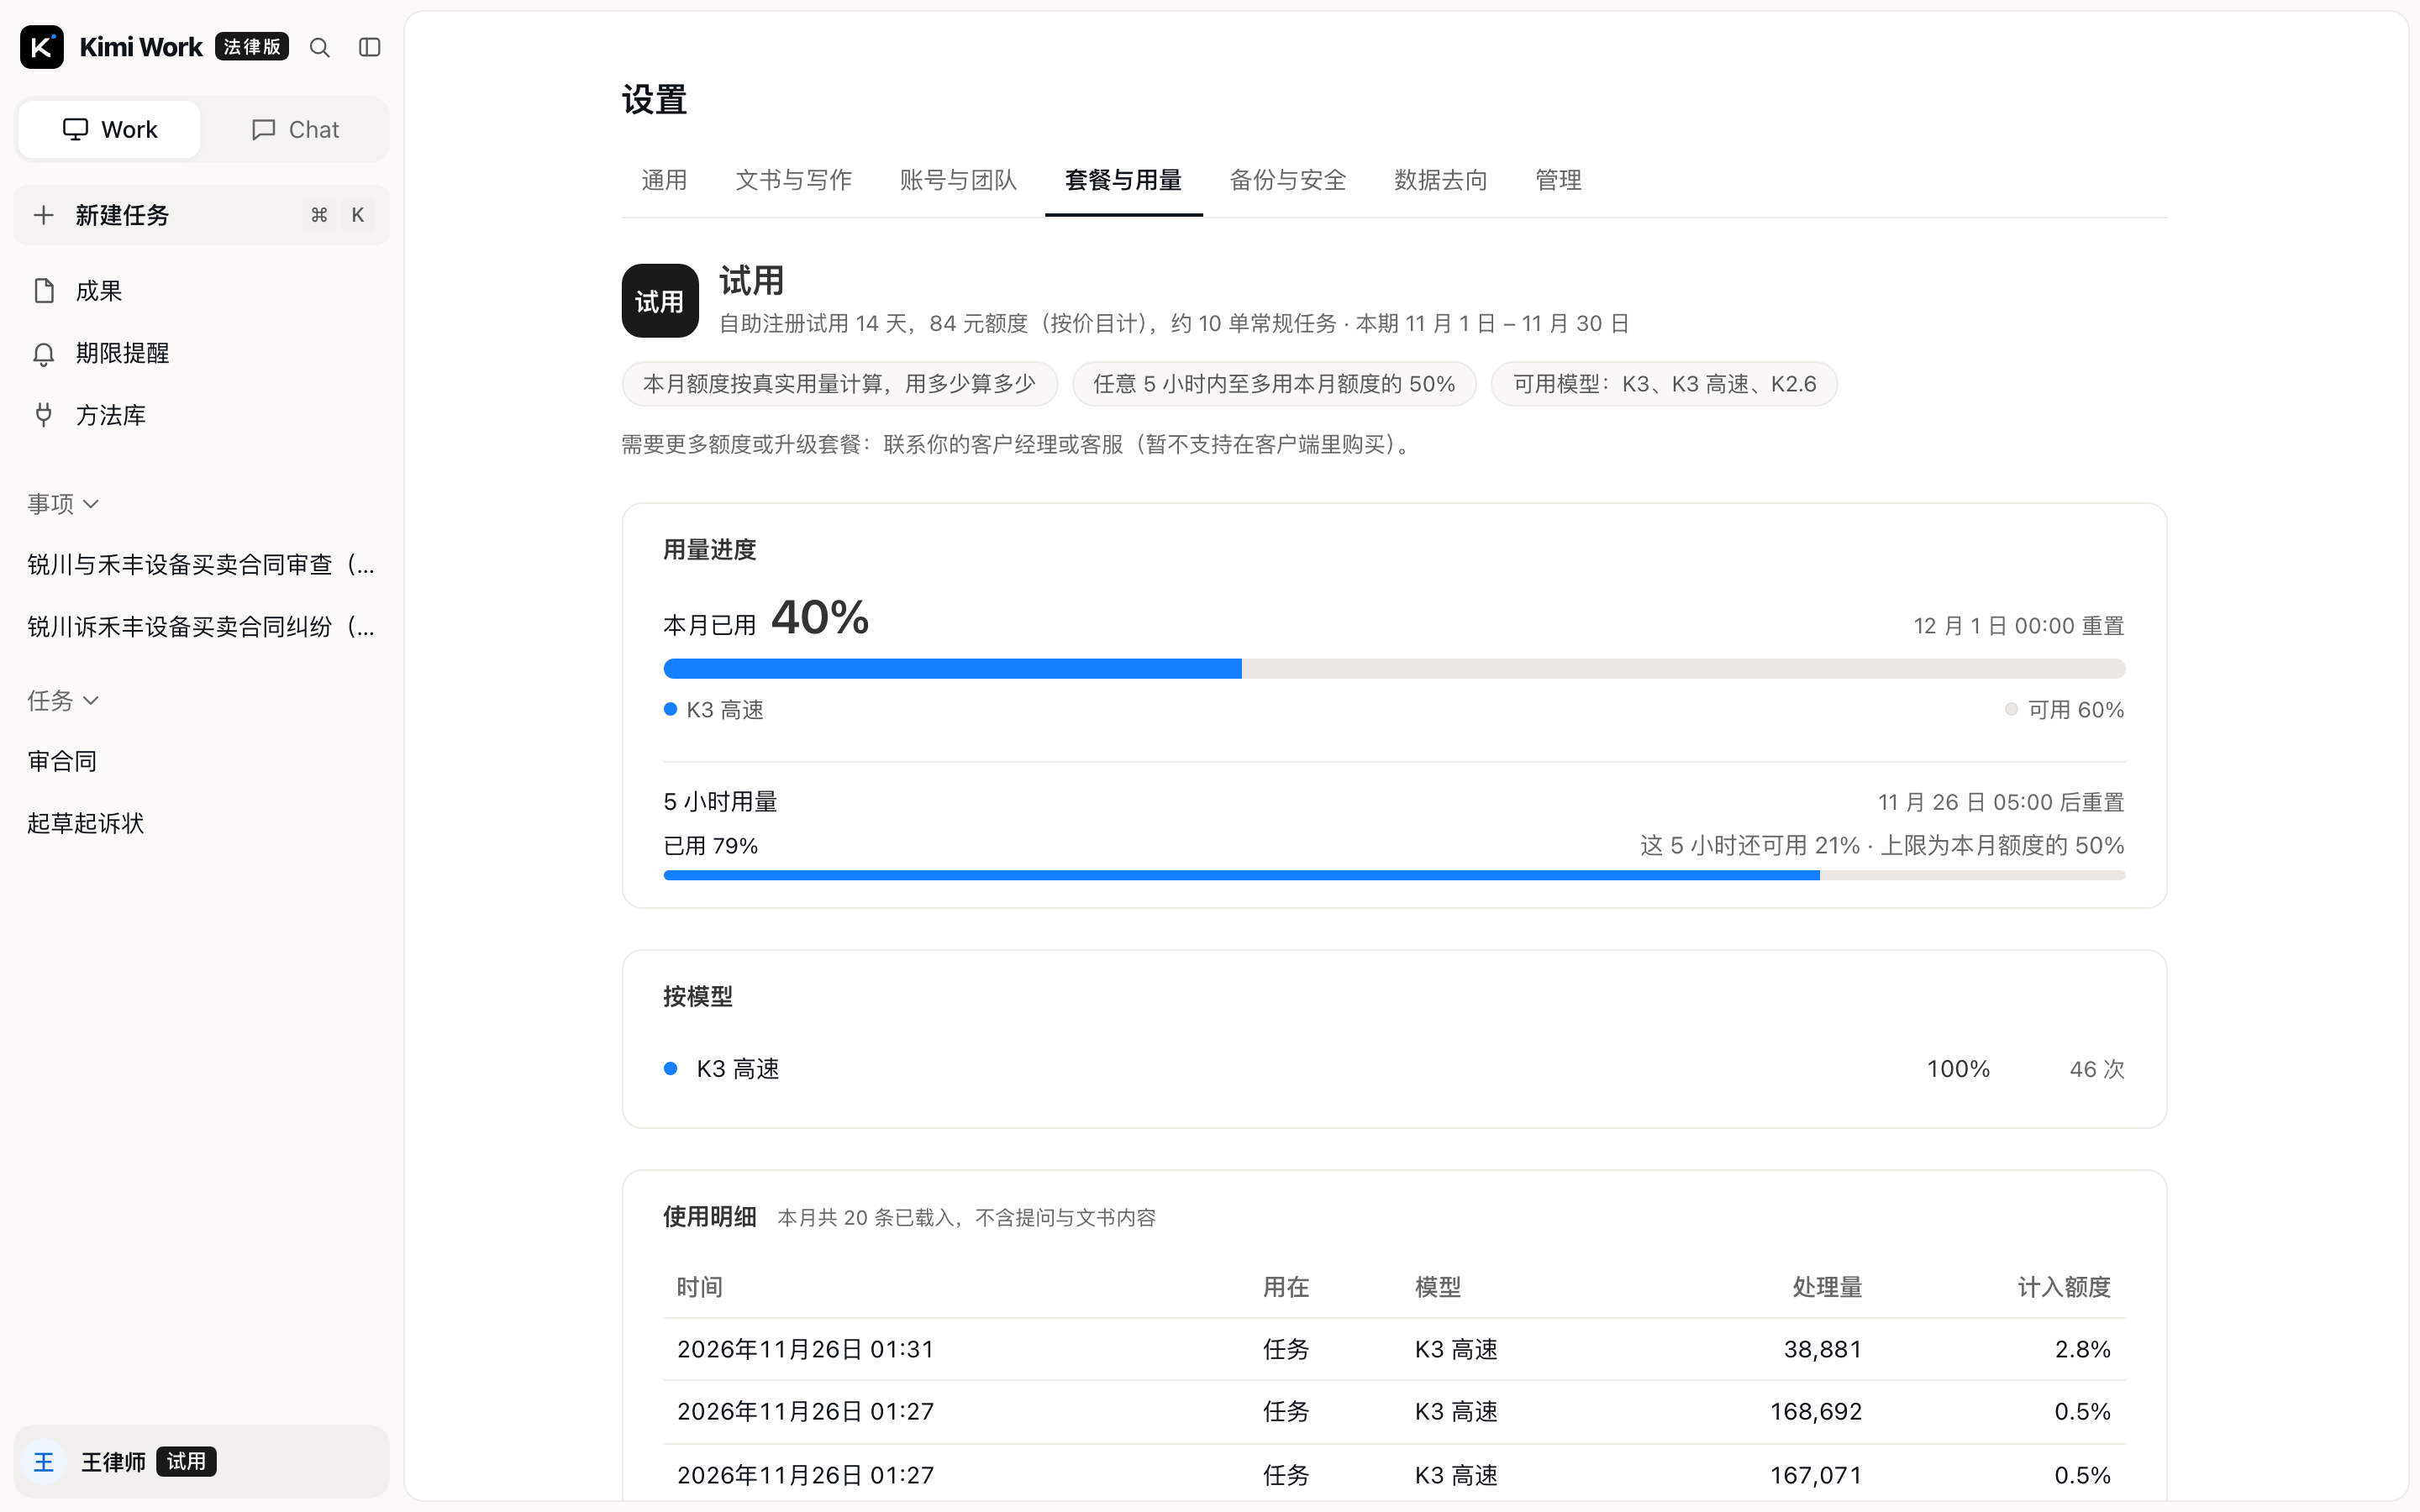 Kimi Work 法律版
Work Chat
新建任务 ⌘ K
成果
期限提醒
方法库
事项
锐川与禾丰设备买卖合同审查（...
锐川诉禾丰设备买卖合同纠纷（...
任务
审合同
起草起诉状
王 王律师 试用
设置
通用 文书与写作 账号与团队 套餐与用量 备份与安全 数据去向 管理
试用 试用
自助注册试用 14 天，84 元额度（按价目计），约 10 单常规任务 · 本期 11 月 1 日 – 11 月 30 日
本月额度按真实用量计算，用多少算多少 任意 5 小时内至多用本月额度的 50% 可用模型：K3、K3 高速、K2.6
需要更多额度或升级套餐：联系你的客户经理或客服（暂不支持在客户端里购买）。
用量进度
本月已用 40% 12 月 1 日 00:00 重置
K3 高速 可用 60%
5 小时用量 11 月 26 日 05:00 后重置
已用 79% 这 5 小时还可用 21% · 上限为本月额度的 50%
按模型
K3 高速 100% 46 次
使用明细 本月共 20 条已载入，不含提问与文书内容
时间 用在 模型 处理量 计入额度
2026年11月26日 01:31 任务 K3 高速 38,881 2.8%
2026年11月26日 01:27 任务 K3 高速 168,692 0.5%
2026年11月26日 01:27 任务 K3 高速 167,071 0.5%